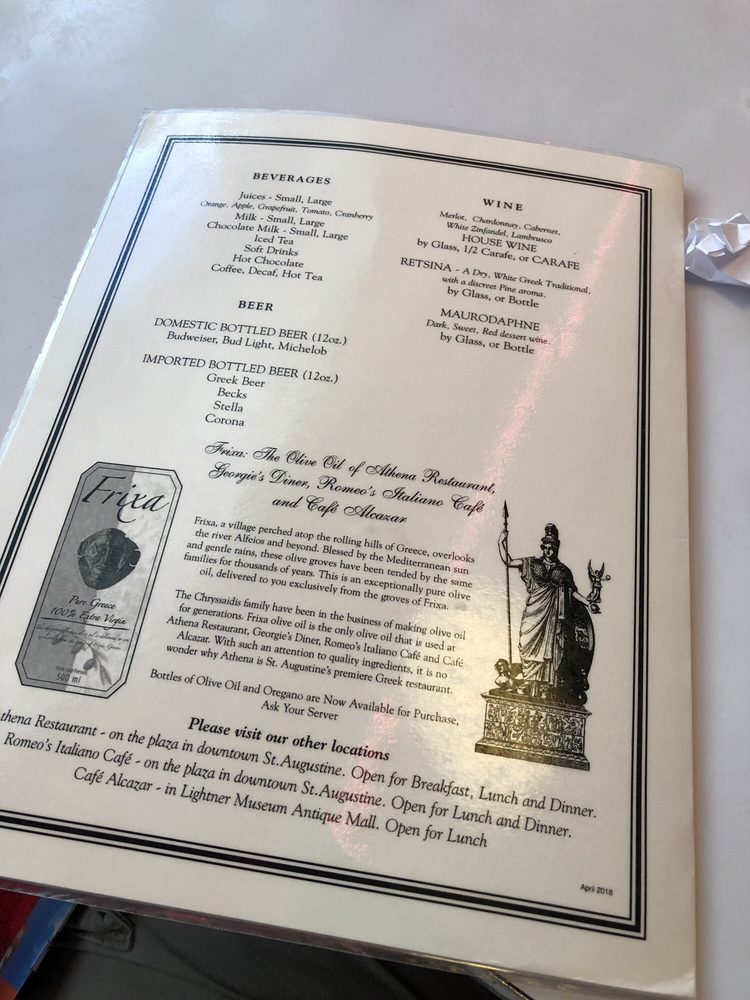 BEVERAGES
Juices - Small, Large
Orange, Apple, Grapefruit, Tomato, Cranberry
Milk - Small, Large
Chocolate Milk - Small, Large
Iced Tea
Soft Drinks
Hot Chocolate
Coffee, Decaf, Hot Tea
BEER
DOMESTIC BOTTLED BEER (12oz.)
Budweiser, Bud Light, Michelob
IMPORTED BOTTLED BEER (12oz.)
Greek Beer
Becks
Stella
Corona
WINE
Merlot, Chardonnay, Cabernet,
White Zinfandel, Lambrusco
HOUSE WINE
by Glass, 1/2 Carafe, or CARAFE
RETSINA - A Dry, White Greek Traditional,
with a discreet Pine aroma.
by Glass, or Bottle
MAURODAPHNE
Dark, Sweet, Red dessert wine.
by Glass, or Bottle
Frixa: The Olive Oil of Athena Restaurant,
Georgie's Diner, Romeo's Italiano Café
and Café Alcazar
Frixa, a village perched atop the rolling hills of Greece, overlooks
the river Alfeios and beyond. Blessed by the Mediterranean sun
and gentle rains, these olive groves have been tended by the same
families for thousands of years. This is an exceptionally pure olive
oil, delivered to you exclusively from the groves of Frixa.
The Chryssaidis family have been in the business of making olive oil
for generations. Frixa olive oil is the only olive oil that is used at
Athena Restaurant, Georgie's Diner, Romeo's Italiano Café and Café
Alcazar. With such an attention to quality ingredients, it is no
wonder why Athena is St. Augustine's premiere Greek restaurant.
Bottles of Olive Oil and Oregano are Now Available for Purchase,
Ask Your Server
Frixa
Pure Greece
100% Extra Virgin
500 ml
Please visit our other locations
thena Restaurant - on the plaza in downtown St.Augustine. Open for Breakfast, Lunch and Dinner.
Romeo's Italiano Café - on the plaza in downtown St.Augustine. Open for Lunch and Dinner.
Café Alcazar - in Lightner Museum Antique Mall. Open for Lunch
April 2018